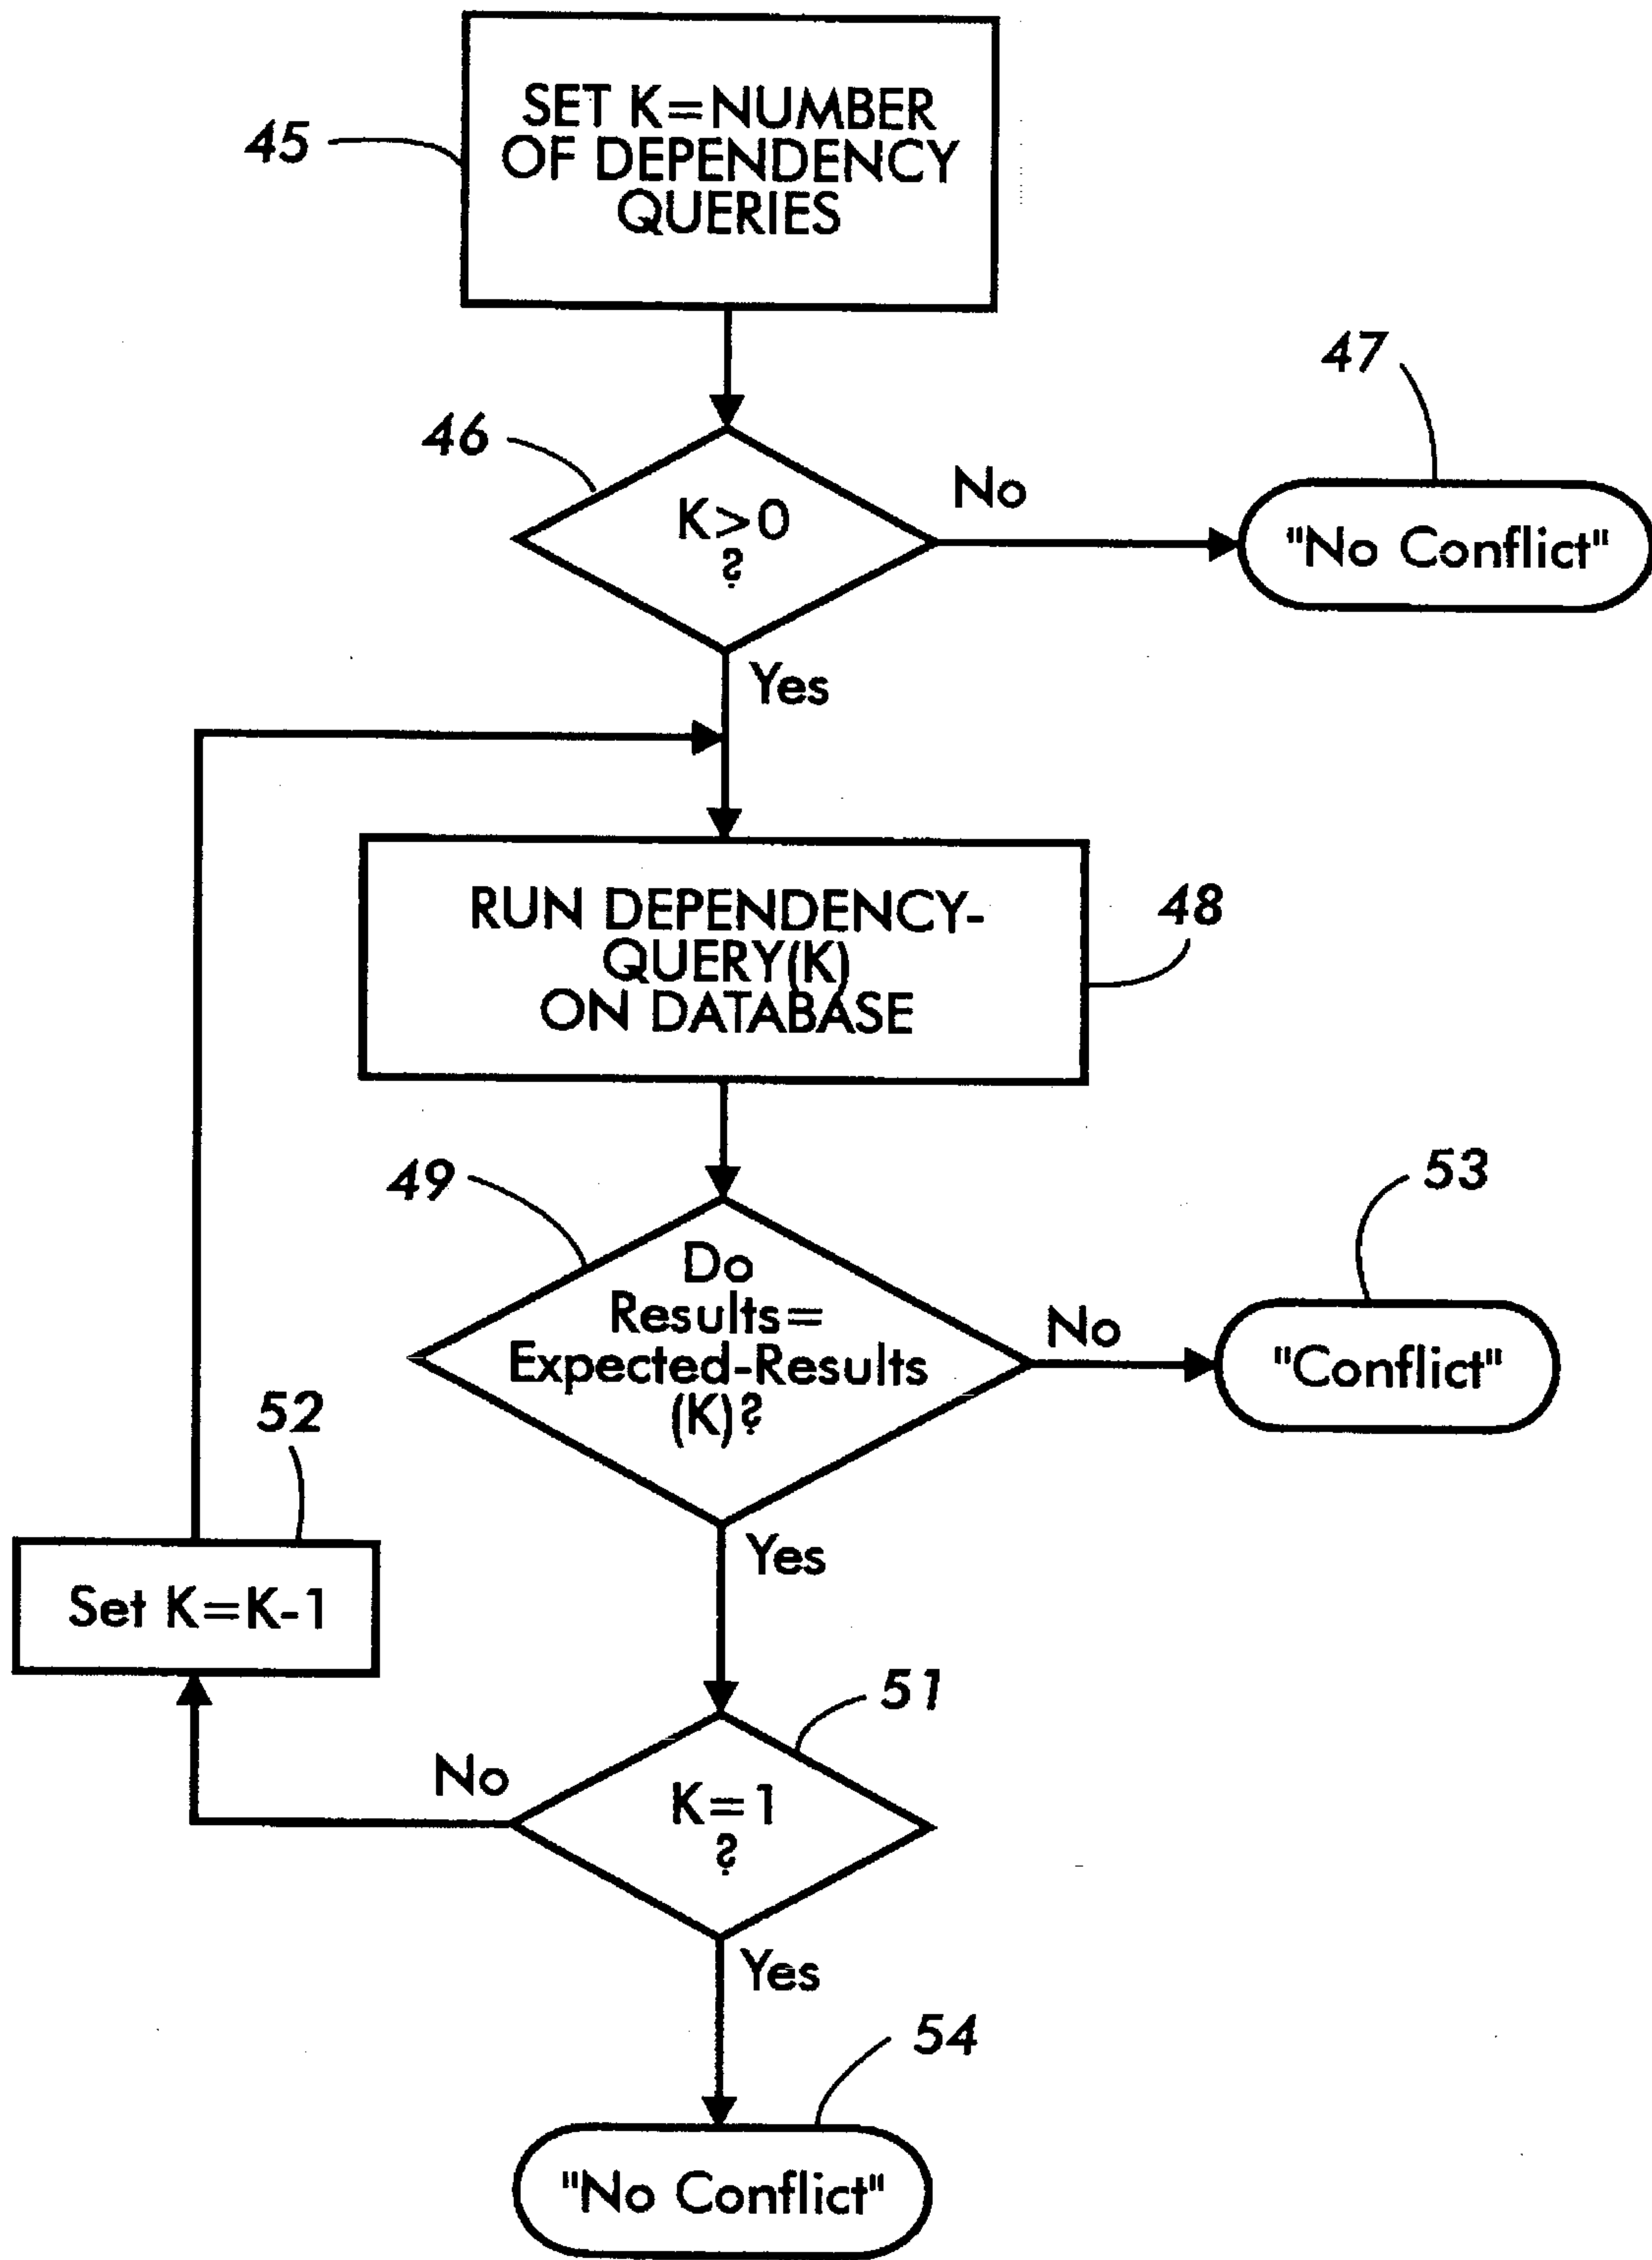 SET K=NUMBER
OF DEPENDENCY
QUERIES
45
47
46
K>0
?
No
"No Conflict"
Yes
RUN DEPENDENCY-
QUERY(K)
ON DATABASE
48
49
53
Do
Results=
Expected-Results
(K)?
No
"Conflict"
52
Yes
Set K=K-1
51
No
K=1
?
Yes
54
"No Conflict"